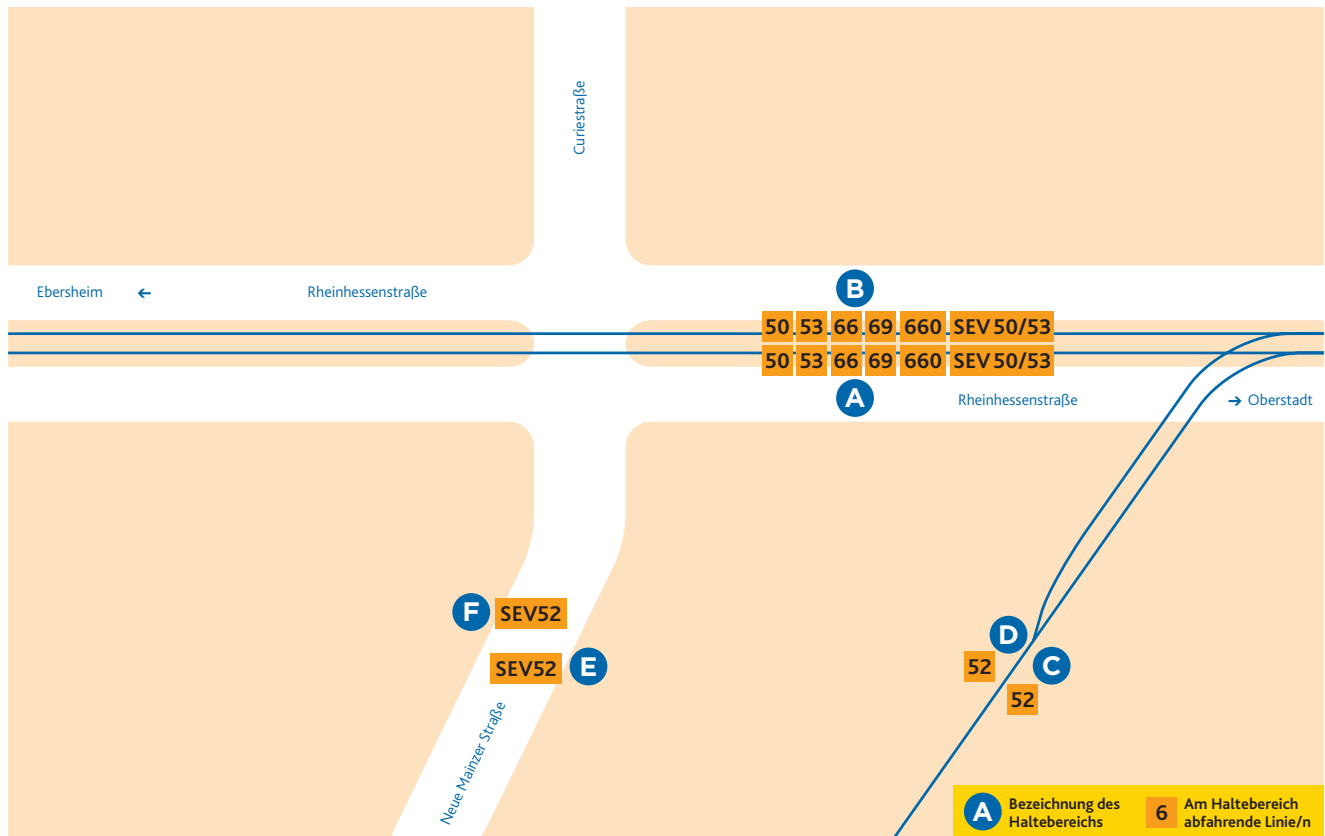 Curiestraße
Ebersheim ← Rheinhessenstraße
B
50 53 66 69 660 SEV 50/53
50 53 66 69 660 SEV 50/53
A
Rheinhessenstraße → Oberstadt
F SEV52
SEV52 E
D
52 C
52
Neue Mainzer Straße
A Bezeichnung des
Haltebereichs
6 Am Haltebereich
abfahrende Linie/n